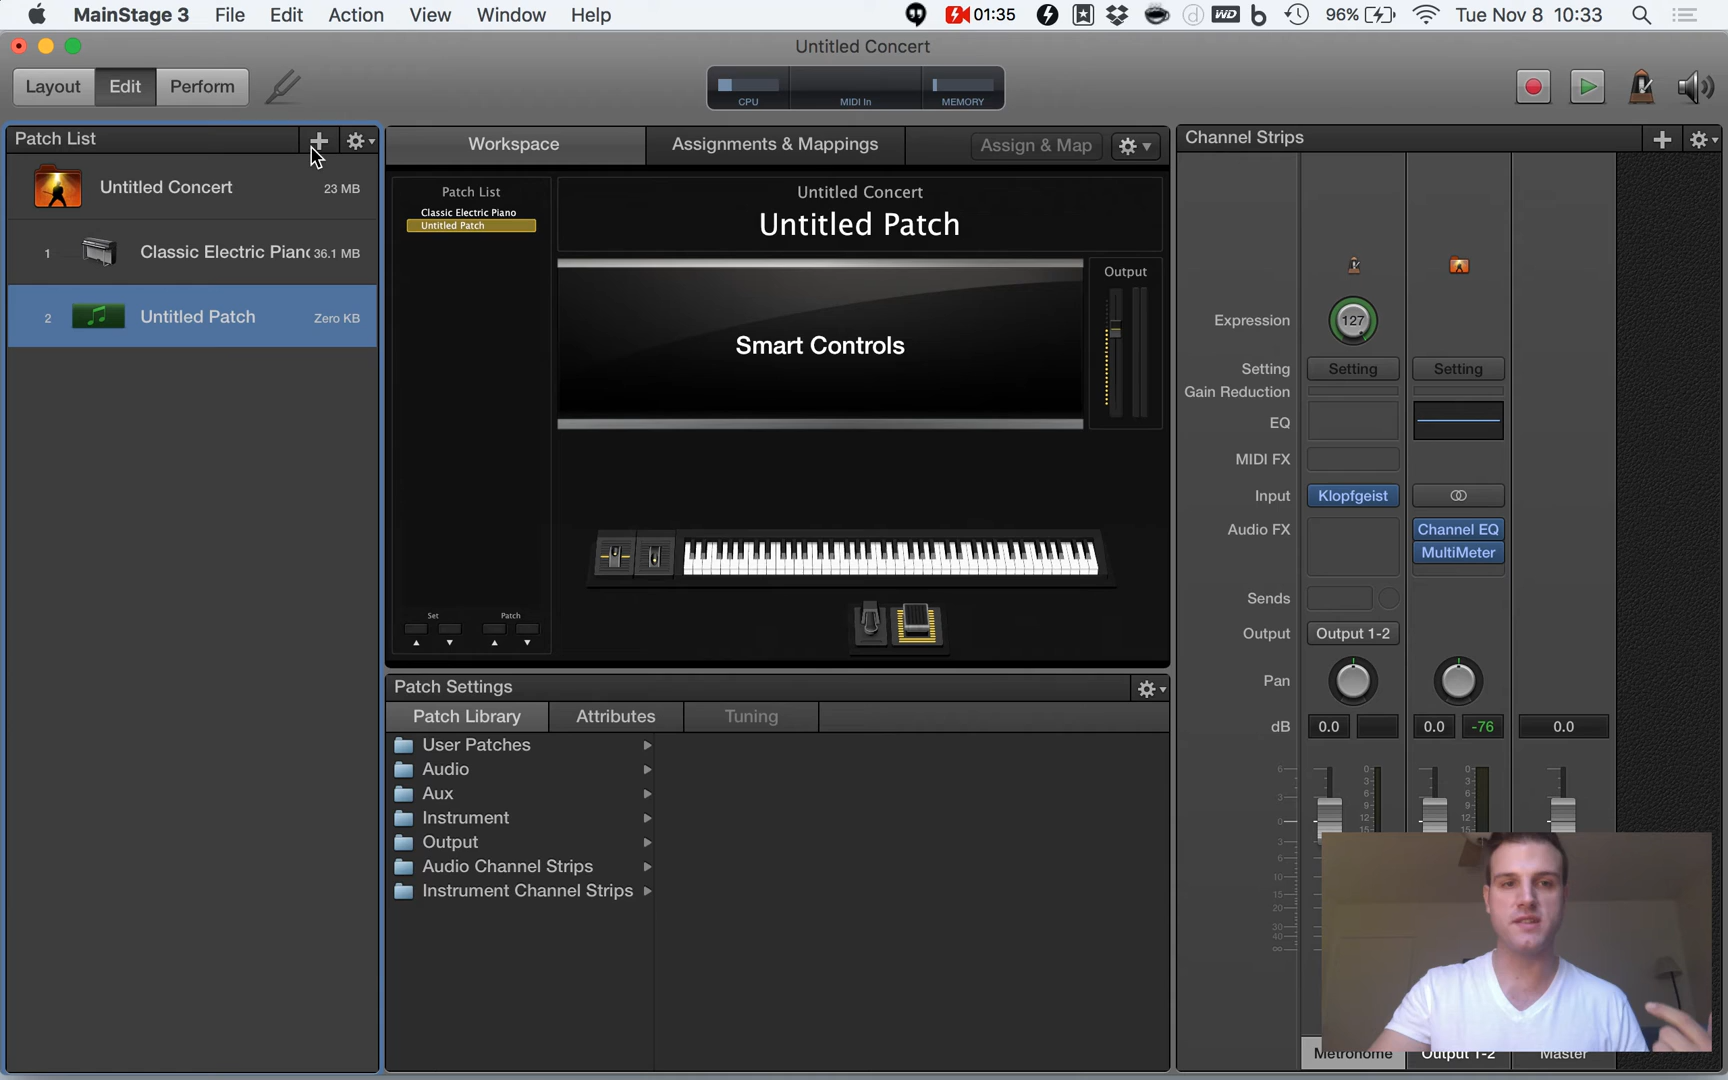 MainStage 3 File Edit Action View Window Help 01:35 WD 96% Tue Nov 8 10:33
Untitled Concert
Layout Edit Perform
CPU MIDI In MEMORY
Patch List
Untitled Concert 23 MB
1 Classic Electric Piano 36.1 MB
2 Untitled Patch Zero KB
Workspace Assignments & Mappings Assign & Map
Patch List
Classic Electric Piano
Untitled Patch
Untitled Concert
Untitled Patch
Output
Smart Controls
Set Patch
Patch Settings
Patch Library Attributes Tuning
User Patches
Audio
Aux
Instrument
Output
Audio Channel Strips
Instrument Channel Strips
Channel Strips
Expression 127
Setting Setting Setting
Gain Reduction
EQ
MIDI FX
Input Klopfgeist
Audio FX Channel EQ
MultiMeter
Sends
Output Output 1-2
Pan
dB 0.0 0.0 -76 0.0
Metronome Output 1-2 Master